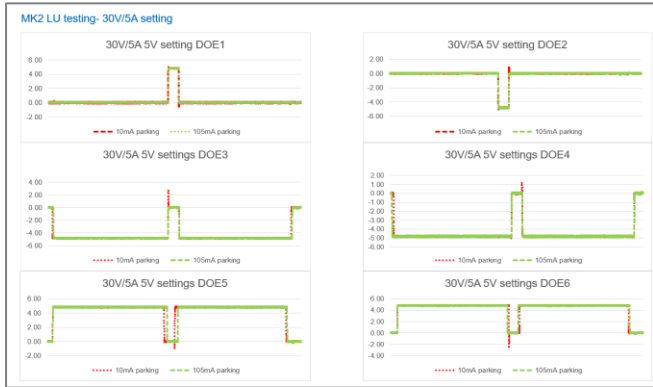 MK2 LU testing- 30V/5A setting
30V/5A 5V setting DOE1
6.00
4.00
2.00
0.00
-2.00
10mA parking 105mA parking
30V/5A 5V setting DOE2
2.00
0.00
-2.00
-4.00
-6.00
10mA parking 105mA parking
30V/5A 5V settings DOE3
4.00
2.00
0.00
-2.00
-4.00
-6.00
10mA parking 105mA parking
30V/5A 5V settings DOE4
2.00
1.00
0.00
-1.00
-2.00
-3.00
-4.00
-5.00
-6.00
10mA parking 105mA parking
30V/5A 5V settings DOE5
6.00
4.00
2.00
0.00
-2.00
10mA parking 105mA parking
30V/5A 5V settings DOE6
6.00
4.00
2.00
0.00
-2.00
-4.00
10mA parking 105mA parking